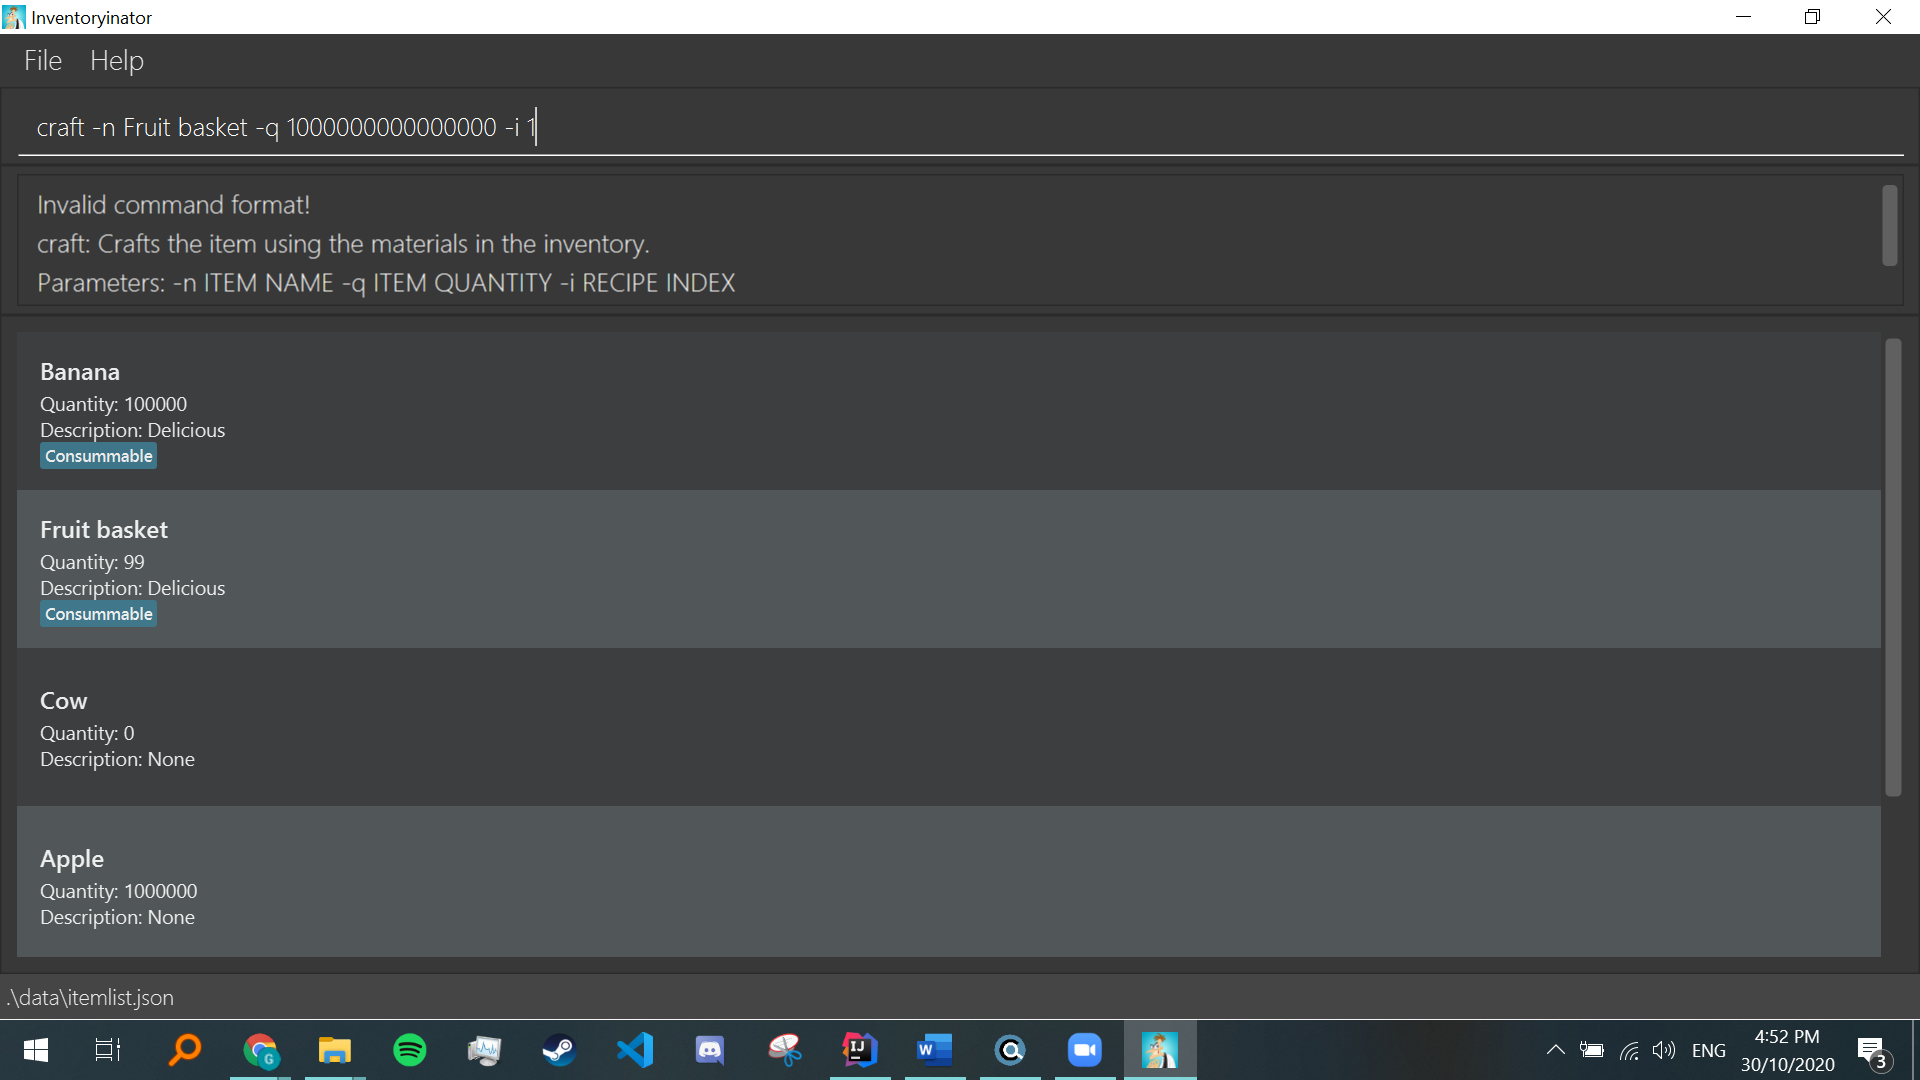 Inventoryinator
File Help
craft -n Fruit basket -q 1000000000000000 -i 1
Invalid command format!
craft: Crafts the item using the materials in the inventory.
Parameters: -n ITEM NAME -q ITEM QUANTITY -i RECIPE INDEX
Banana
Quantity: 100000
Description: Delicious
Consummable
Fruit basket
Quantity: 99
Description: Delicious
Consummable
Cow
Quantity: 0
Description: None
Apple
Quantity: 1000000
Description: None
.\data\itemlist.json
G
IJ
W
ENG
4:52 PM
30/10/2020
3